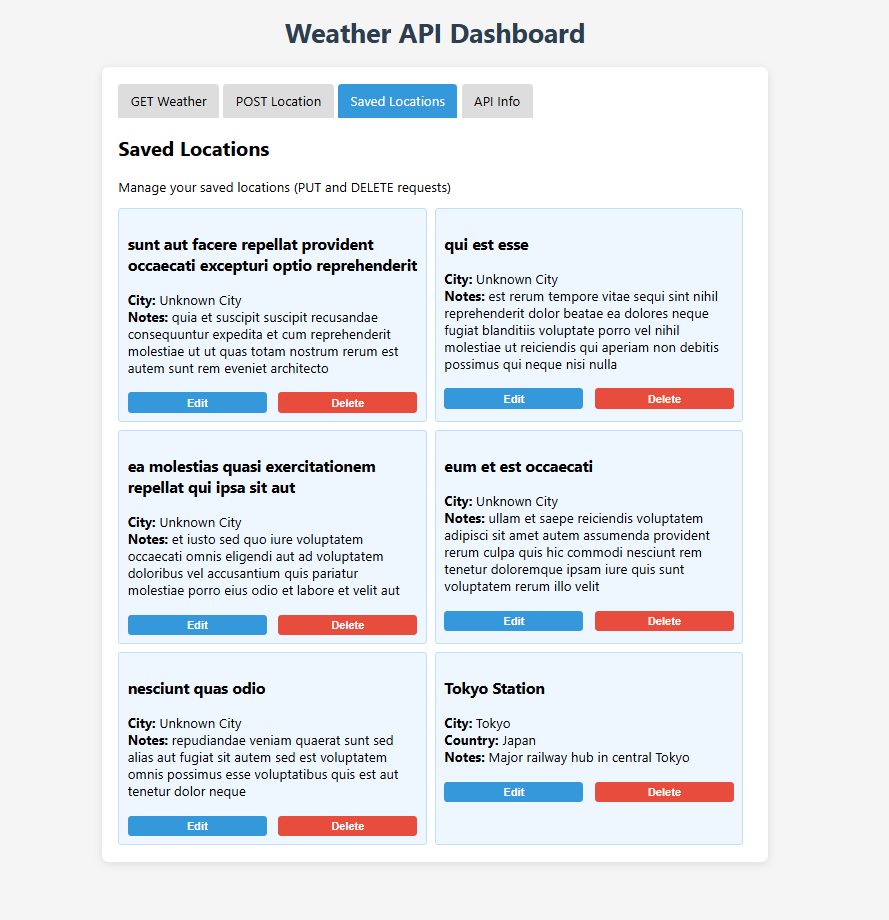 Weather API Dashboard
GET Weather
POST Location
Saved Locations
API Info
Saved Locations
Manage your saved locations (PUT and DELETE requests)
sunt aut facere repellat provident
occaecati excepturi optio reprehenderit
City: Unknown City
Notes: quia et suscipit suscipit recusandae
consequuntur expedita et cum reprehenderit
molestiae ut ut quas totam nostrum rerum est
autem sunt rem eveniet architecto
Edit
Delete
qui est esse
City: Unknown City
Notes: est rerum tempore vitae sequi sint nihil
reprehenderit dolor beatae ea dolores neque
fugiat blanditiis voluptate porro vel nihil
molestiae ut reiciendis qui aperiam non debitis
possimus qui neque nisi nulla
Edit
Delete
ea molestias quasi exercitationem
repellat qui ipsa sit aut
City: Unknown City
Notes: et iusto sed quo iure voluptatem
occaecati omnis eligendi aut ad voluptatem
doloribus vel accusantium quis pariatur
molestiae porro eius odio et labore et velit aut
Edit
Delete
eum et est occaecati
City: Unknown City
Notes: ullam et saepe reiciendis voluptatem
adipisci sit amet autem assumenda provident
rerum culpa quis hic commodi nesciunt rem
tenetur doloremque ipsam iure quis sunt
voluptatem rerum illo velit
Edit
Delete
nesciunt quas odio
City: Unknown City
Notes: repudiandae veniam quaerat sunt sed
alias aut fugiat sit autem sed est voluptatem
omnis possimus esse voluptatibus quis est aut
tenetur dolor neque
Edit
Delete
Tokyo Station
City: Tokyo
Country: Japan
Notes: Major railway hub in central Tokyo
Edit
Delete